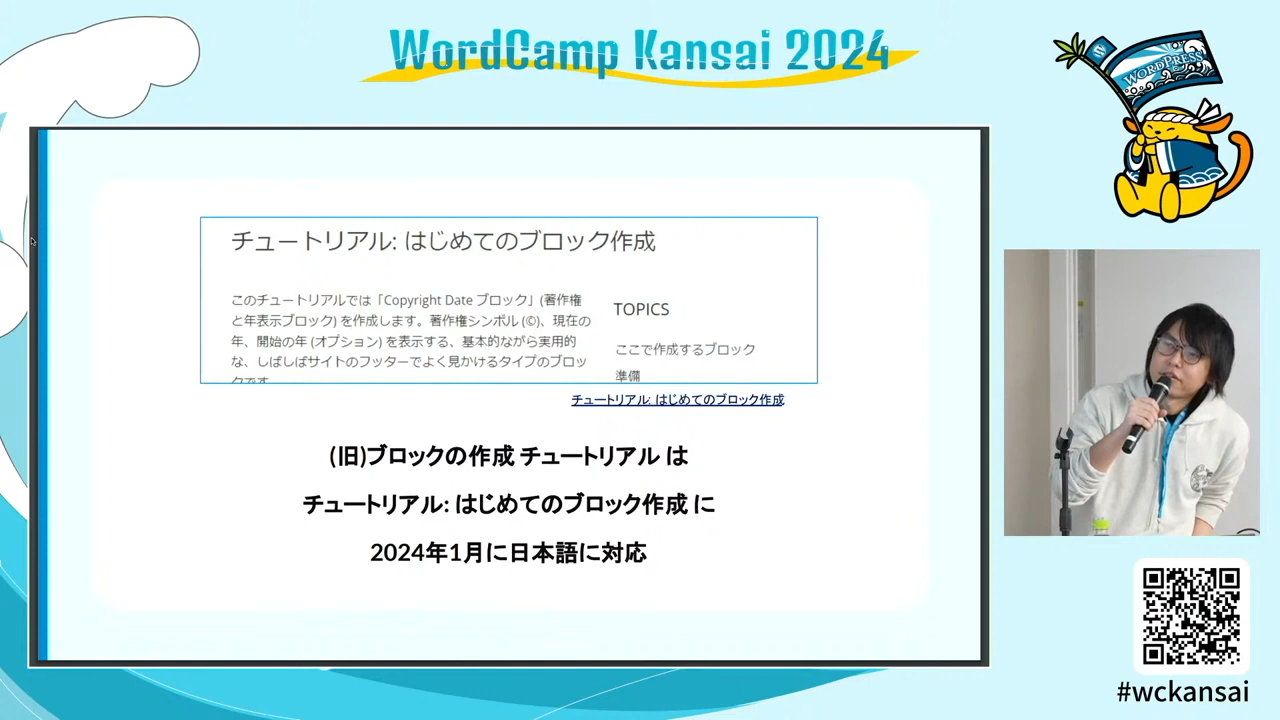 WordCamp Kansai 2024
W
WORDPRESS
チュートリアル: はじめてのブロック作成
このチュートリアルでは「Copyright Date ブロック」(著作権
と年表示ブロック) を作成します。著作権シンボル (©)、現在の
年、開始の年 (オプション) を表示する、基本的ながら実用的
な、しばしばサイトのフッターでよく見かけるタイプのブロッ
クです
TOPICS
ここで作成するブロック
準備
チュートリアル: はじめてのブロック作成
(旧)ブロックの作成 チュートリアル は
チュートリアル: はじめてのブロック作成 に
2024年1月に日本語に対応
#wckansai